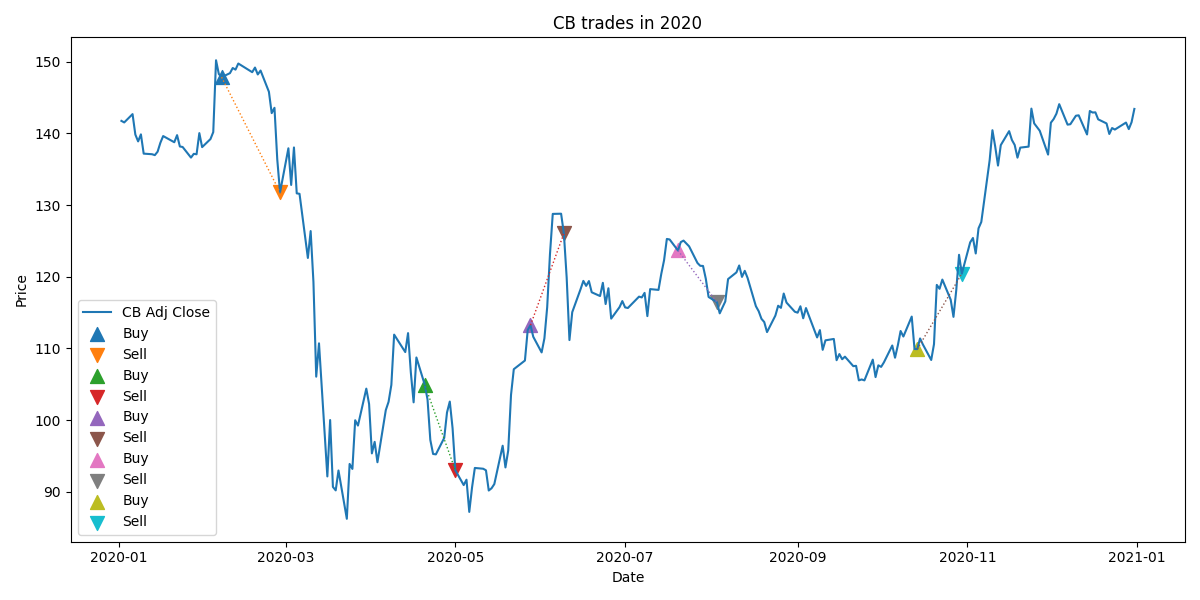 CB trades in 2020
Price
150
140
130
120
110
100
90
CB Adj Close
Buy
Sell
Buy
Sell
Buy
Sell
Buy
Sell
Buy
Sell
2020-01 2020-03 2020-05 2020-07 2020-09 2020-11 2021-01
Date